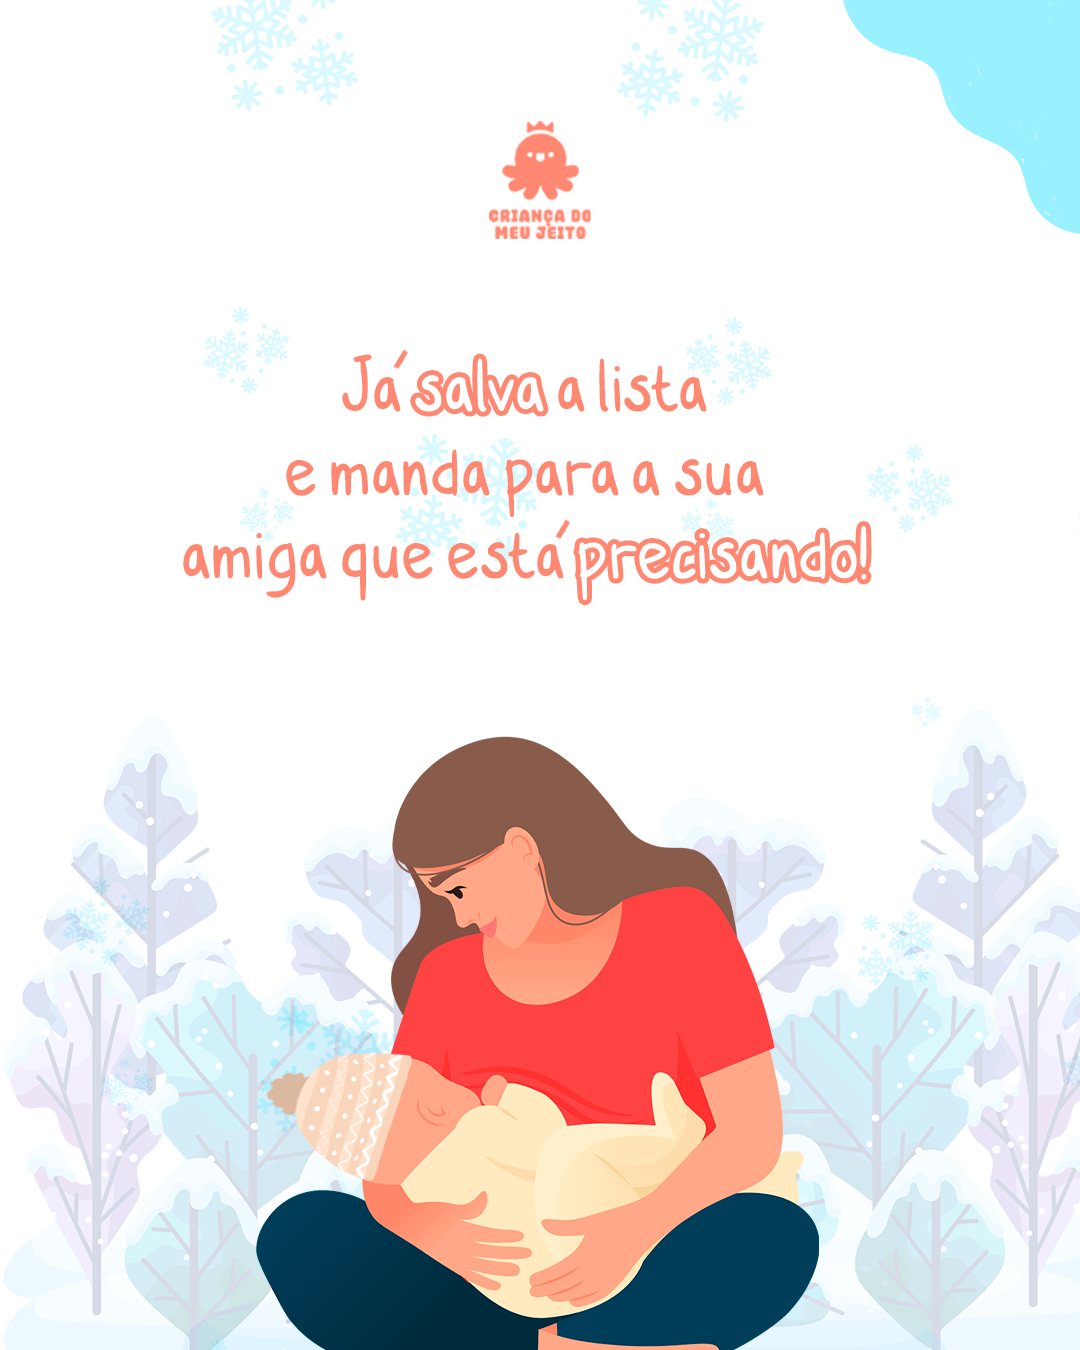 CRIANÇA DO
MEU JEITO
Já salva a lista
e manda para a sua
amiga que está precisando!